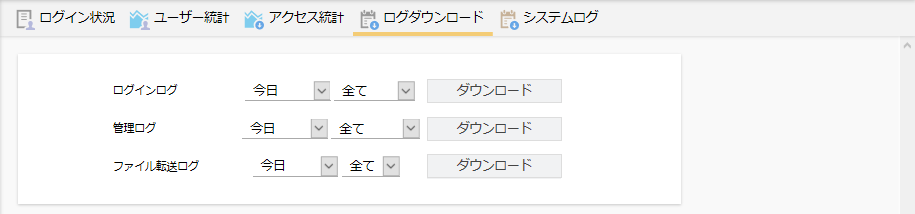 ログイン状況 ユーザー統計 アクセス統計 ログダウンロード システムログ
ログインログ 今日 全て ダウンロード
管理ログ 今日 全て ダウンロード
ファイル転送ログ 今日 全て ダウンロード